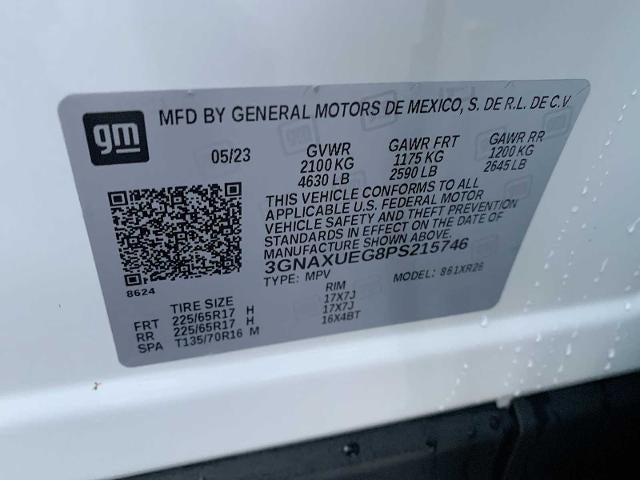 gm
MFD BY GENERAL MOTORS DE MEXICO, S. DE R.L. DE C.V
05/23 GVWR GAWR FRT GAWR RR
2100 KG 1175 KG 1200 KG
4630 LB 2590 LB 2645 LB
THIS VEHICLE CONFORMS TO ALL
APPLICABLE U.S. FEDERAL MOTOR
VEHICLE SAFETY AND THEFT PREVENTION
STANDARDS IN EFFECT ON THE DATE OF
MANUFACTURE SHOWN ABOVE.
3GNAXUEG8PS215746
TYPE: MPV MODEL: 861XR26
8624
TIRE SIZE RIM
FRT 225/65R17 H 17X7J
RR 225/65R17 H 17X7J
SPA T135/70R16 M 16X4BT